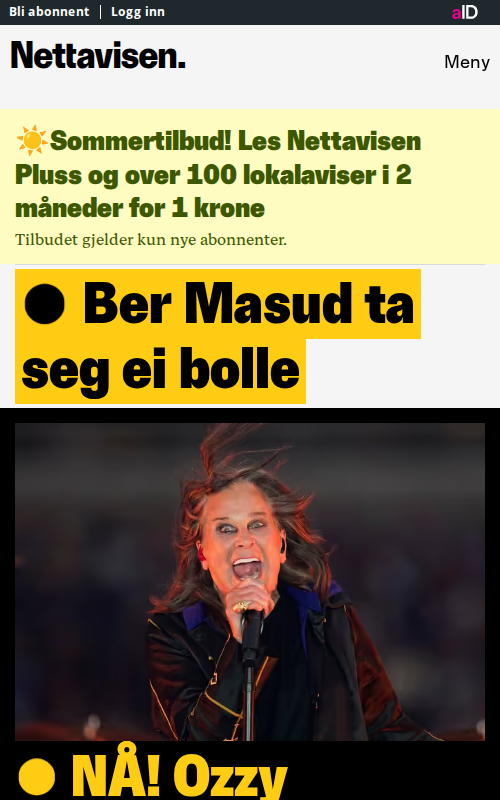 Bli abonnent
Logg inn
aID
Nettavisen.
Meny
☀️Sommertilbud! Les Nettavisen
Pluss og over 100 lokalaviser i 2
måneder for 1 krone
Tilbudet gjelder kun nye abonnenter.
● Ber Masud ta
seg ei bolle
● NÅ! Ozzy